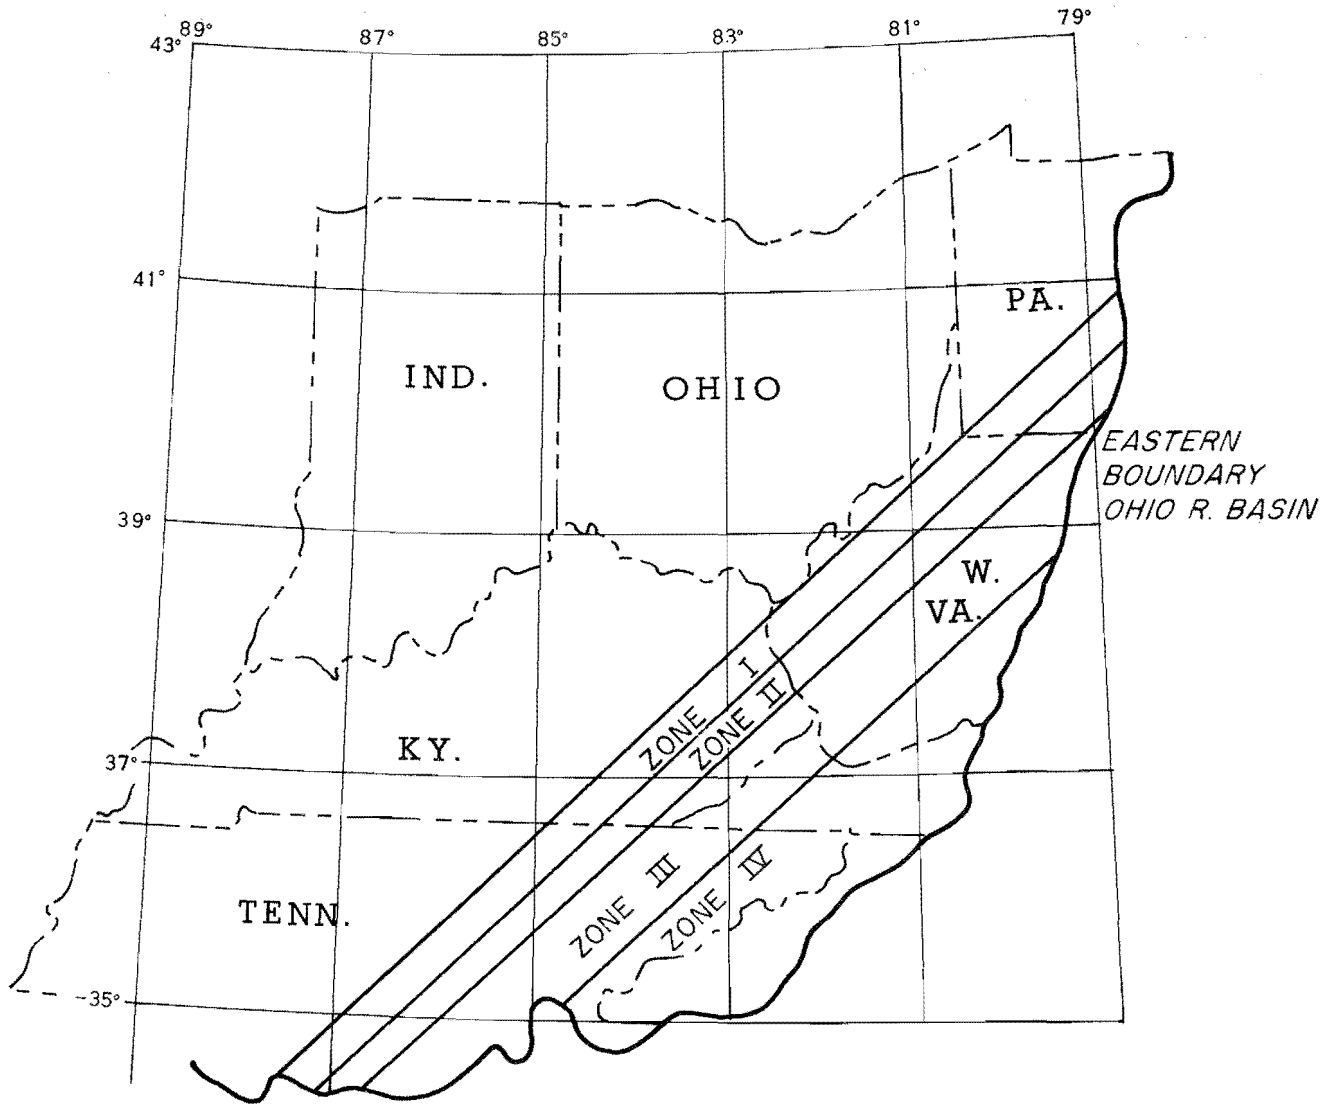 89° 87° 85° 83° 81° 79°
43°
41°
PA.
IND.
OHIO
EASTERN
BOUNDARY
OHIO R. BASIN
39°
W.
VA.
ZONE I
ZONE II
KY.
37°
ZONE III
ZONE IV
TENN.
-35°